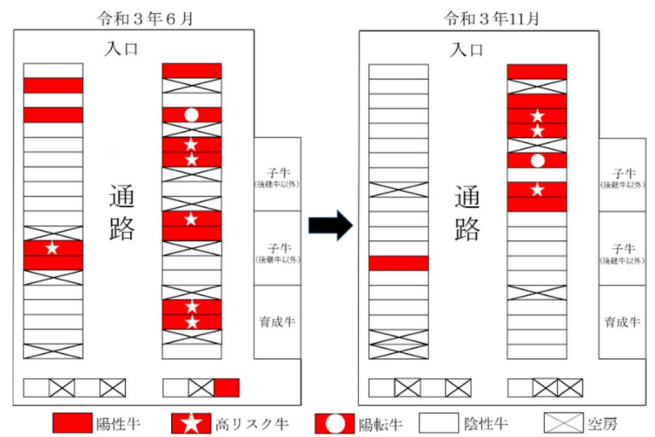 令和３年６月
入口
通路
子牛
(後継牛以外)
子牛
(後継牛以外)
育成牛
令和３年11月
入口
通路
子牛
(後継牛以外)
子牛
(後継牛以外)
育成牛
陽性牛
高リスク牛
陽転牛
陰性牛
空房